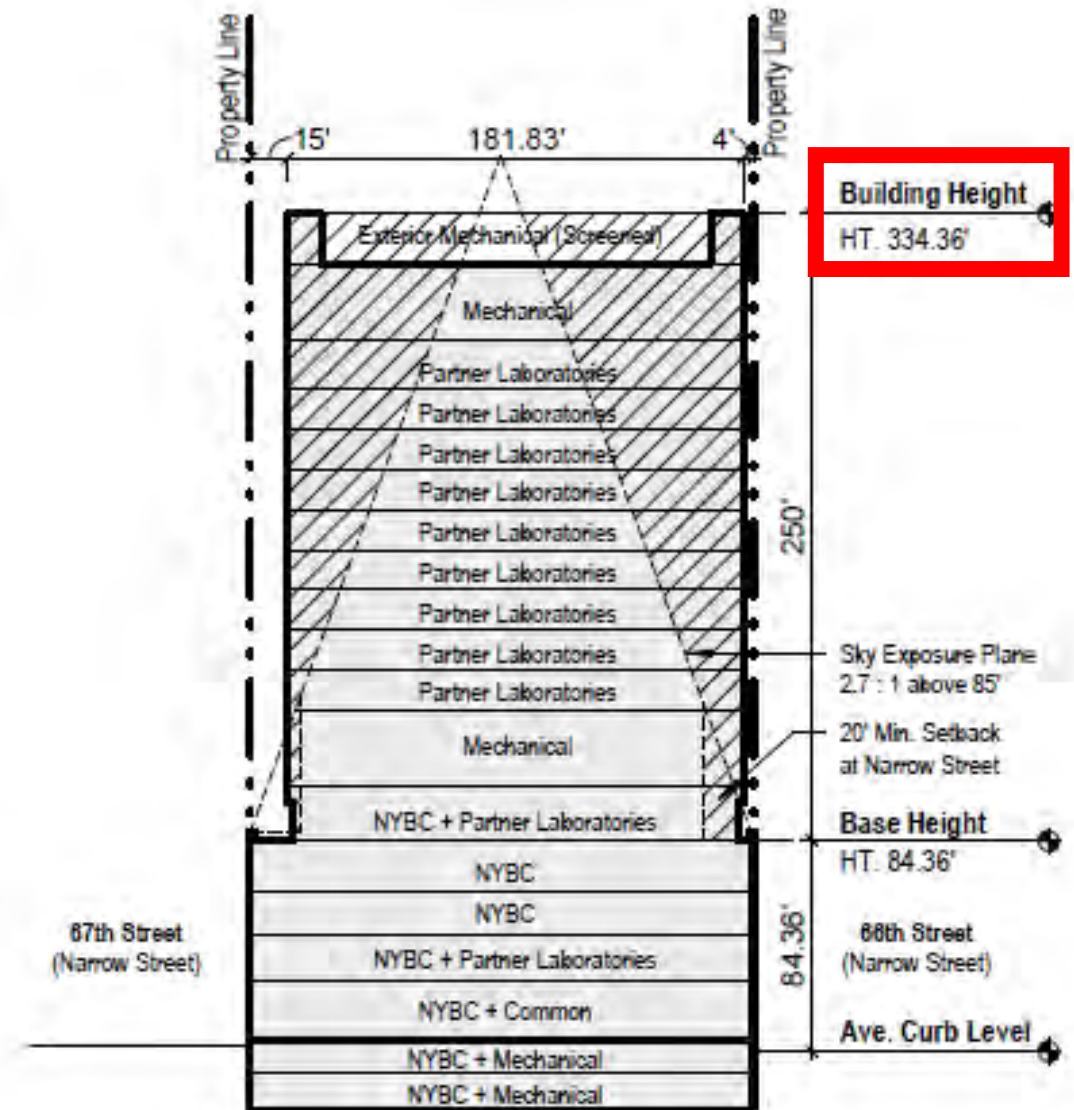 Property Line
Property Line
15'
181.83'
4'
Building Height
HT. 334.36'
Exterior Mechanical (Screened)
Mechanical
Partner Laboratories
Partner Laboratories
Partner Laboratories
Partner Laboratories
Partner Laboratories
Partner Laboratories
Partner Laboratories
Partner Laboratories
Partner Laboratories
250'
Sky Exposure Plane
2.7 : 1 above 85'
20' Min. Setback
at Narrow Street
Mechanical
NYBC + Partner Laboratories
Base Height
HT. 84.36'
NYBC
NYBC
NYBC + Partner Laboratories
NYBC + Common
84.36'
67th Street
(Narrow Street)
66th Street
(Narrow Street)
Ave. Curb Level
NYBC + Mechanical
NYBC + Mechanical